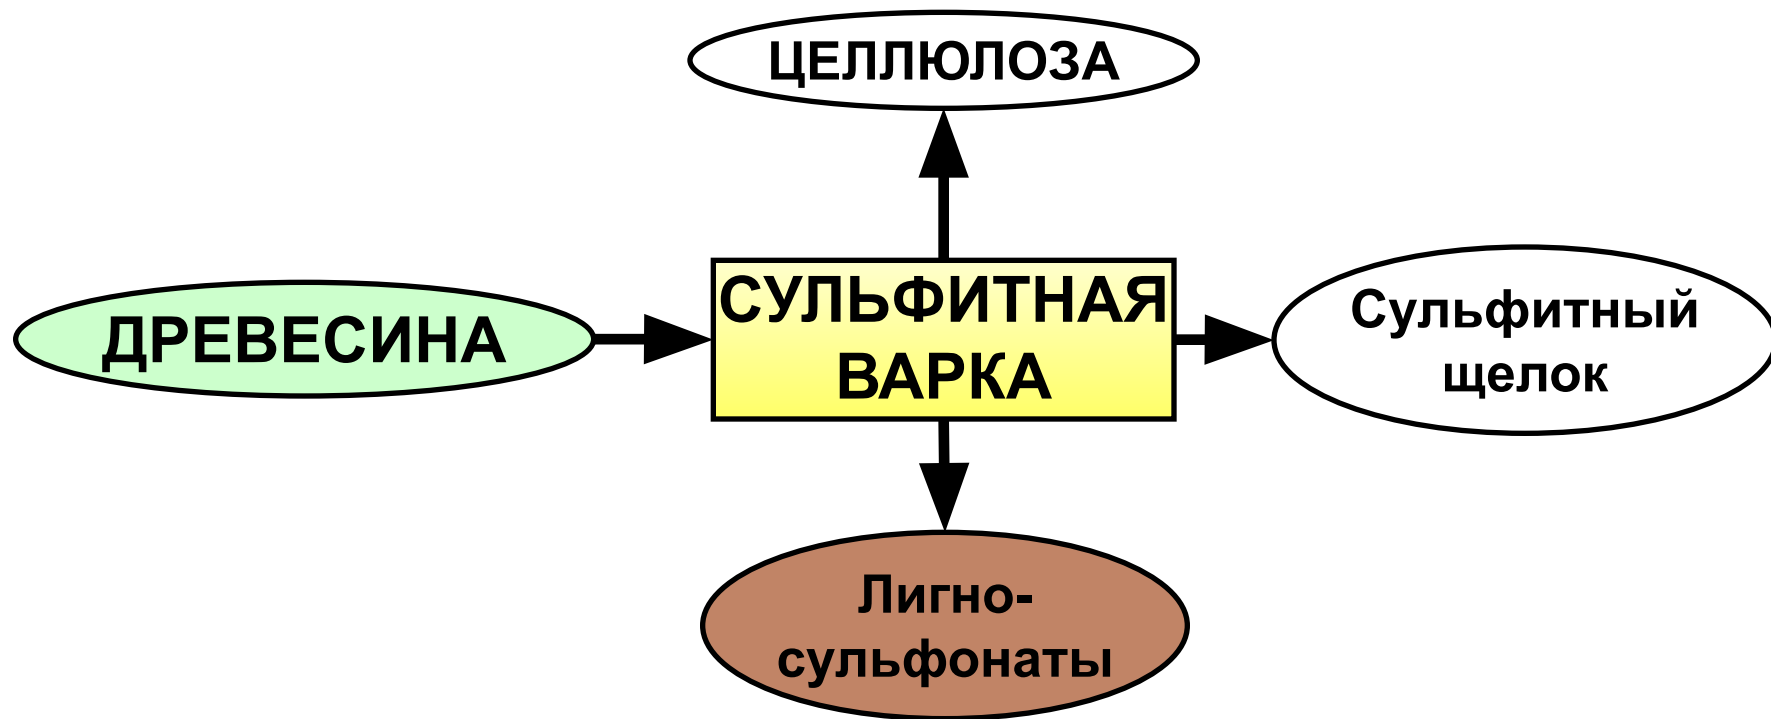 ЦЕЛЛЮЛОЗА
ДРЕВЕСИНА
СУЛЬФИТНАЯ
ВАРКА
Сульфитный
щелок
Лигно-
сульфонаты